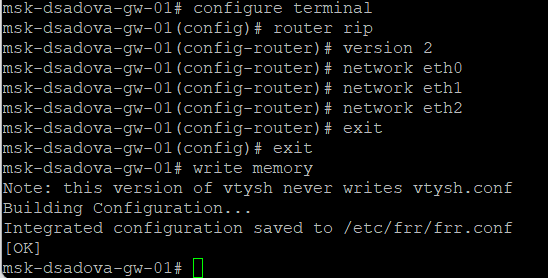 msk-dsadova-gw-01# configure terminal
msk-dsadova-gw-01(config)# router rip
msk-dsadova-gw-01(config-router)# version 2
msk-dsadova-gw-01(config-router)# network eth0
msk-dsadova-gw-01(config-router)# network eth1
msk-dsadova-gw-01(config-router)# network eth2
msk-dsadova-gw-01(config-router)# exit
msk-dsadova-gw-01(config)# exit
msk-dsadova-gw-01# write memory
Note: this version of vtysh never writes vtysh.conf
Building Configuration...
Integrated configuration saved to /etc/frr/frr.conf
[OK]
msk-dsadova-gw-01#